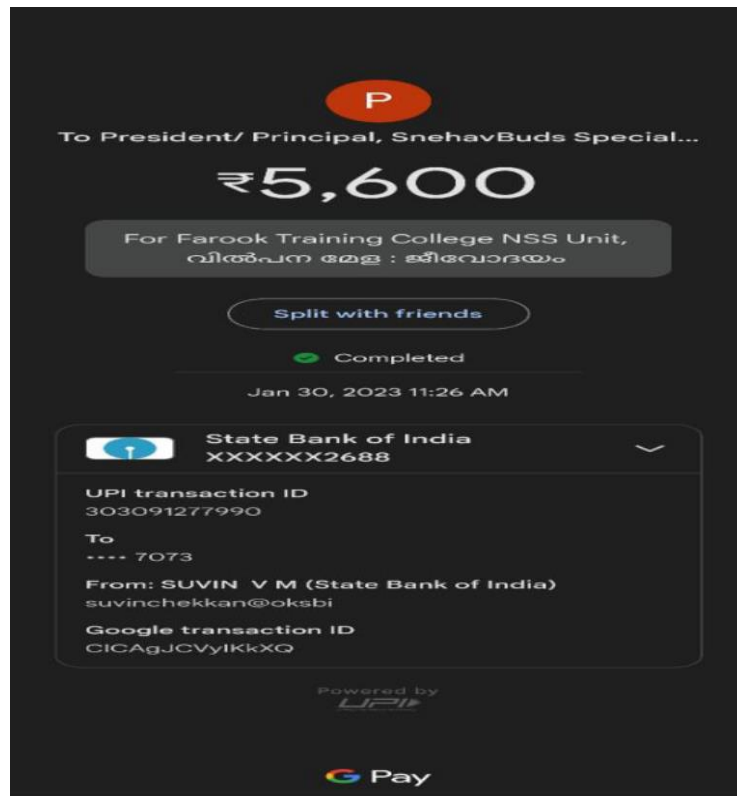 P
To President/ Principal, SnehavBuds Special...
₹5,600
For Farook Training College NSS Unit,
വിൽപന മേള : ജീവോദയം
Split with friends
Completed
Jan 30, 2023 11:26 AM
State Bank of India
XXXXXX2688
UPI transaction ID
303091277990
To
•••• 7073
From: SUVIN V M (State Bank of India)
suvinchekkan@oksbi
Google transaction ID
CICAgJCVyIKkXQ
Powered by
UPI
G Pay